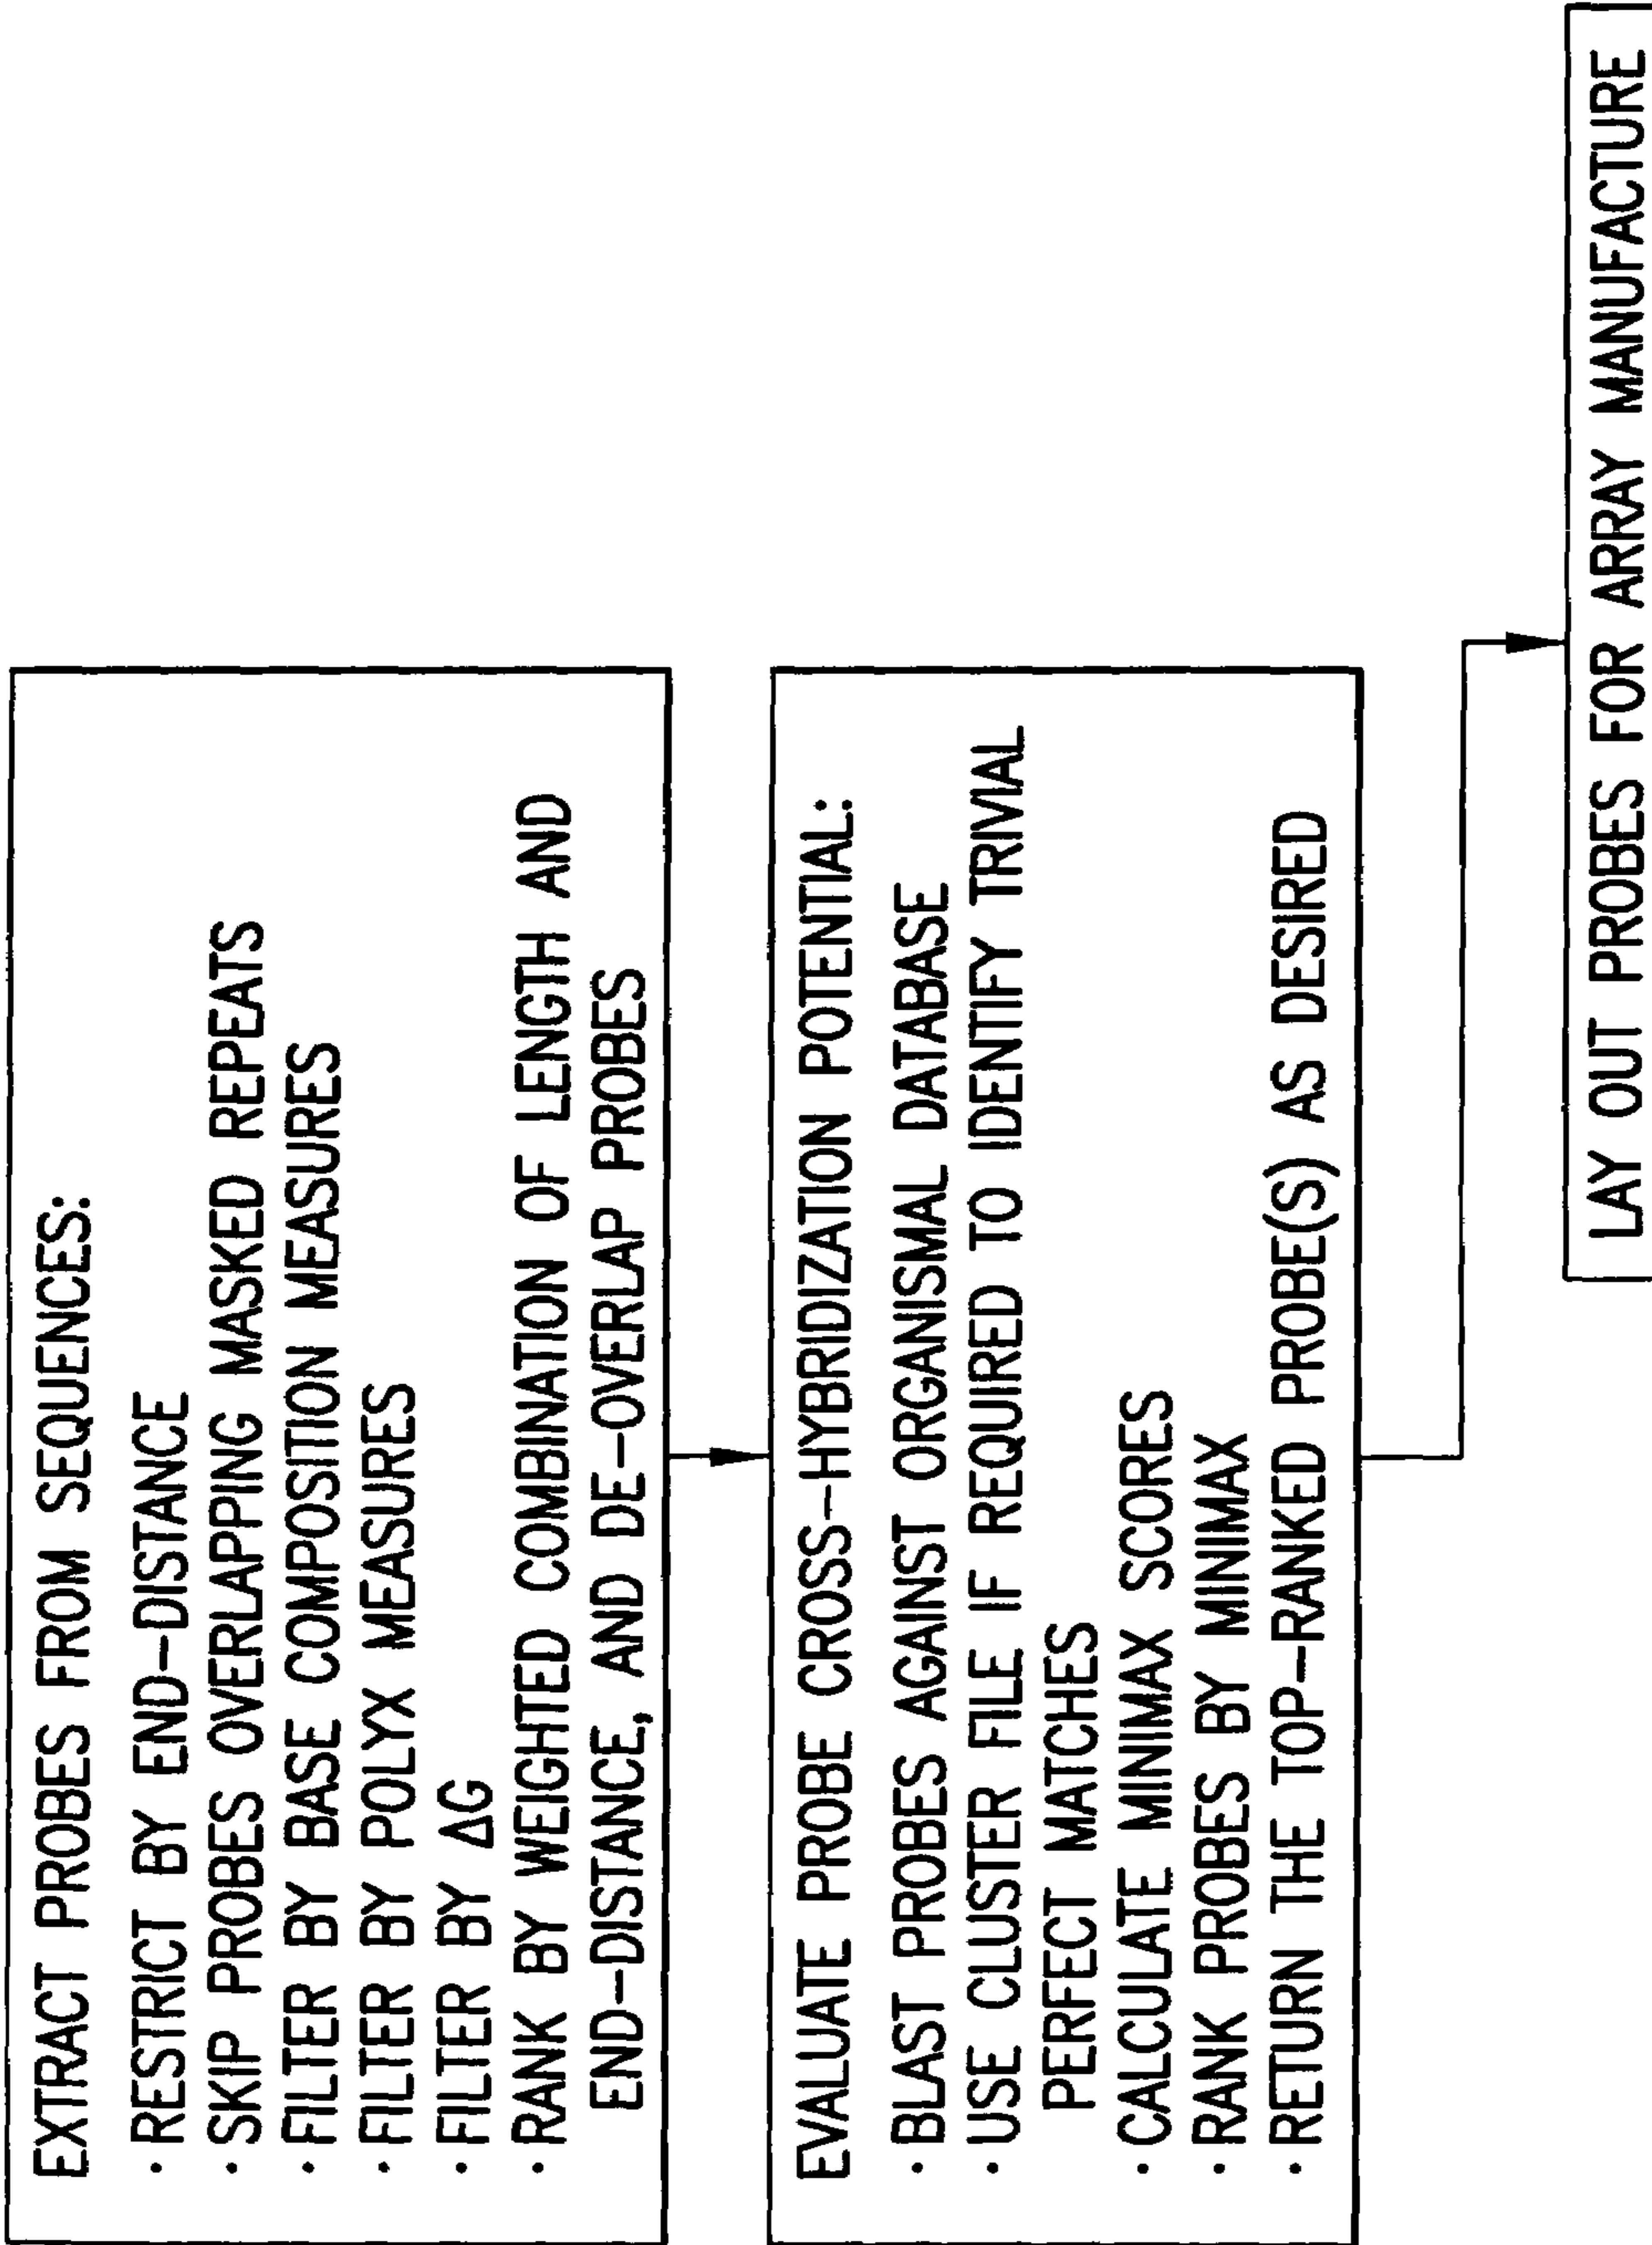 EXTRACT PROBES FROM SEQUENCES:
· RESTRICT BY END-DISTANCE
· SKIP PROBES OVERLAPPING MASKED REPEATS
· FILTER BY BASE COMPOSITION MEASURES
· FILTER BY POLYX MEASURES
· FILTER BY ΔG
· RANK BY WEIGHTED COMBINATION OF LENGTH AND
END-DISTANCE, AND DE-OVERLAP PROBES
EVALUATE PROBE CROSS-HYBRIDIZATION POTENTIAL:
· BLAST PROBES AGAINST ORGANISMAL DATABASE
· USE CLUSTER FILE IF REQUIRED TO IDENTIFY TRIVIAL
PERFECT MATCHES
· CALCULATE MINIMAX SCORES
· RANK PROBES BY MINIMAX
· RETURN THE TOP-RANKED PROBE(S) AS DESIRED
LAY OUT PROBES FOR ARRAY MANUFACTURE